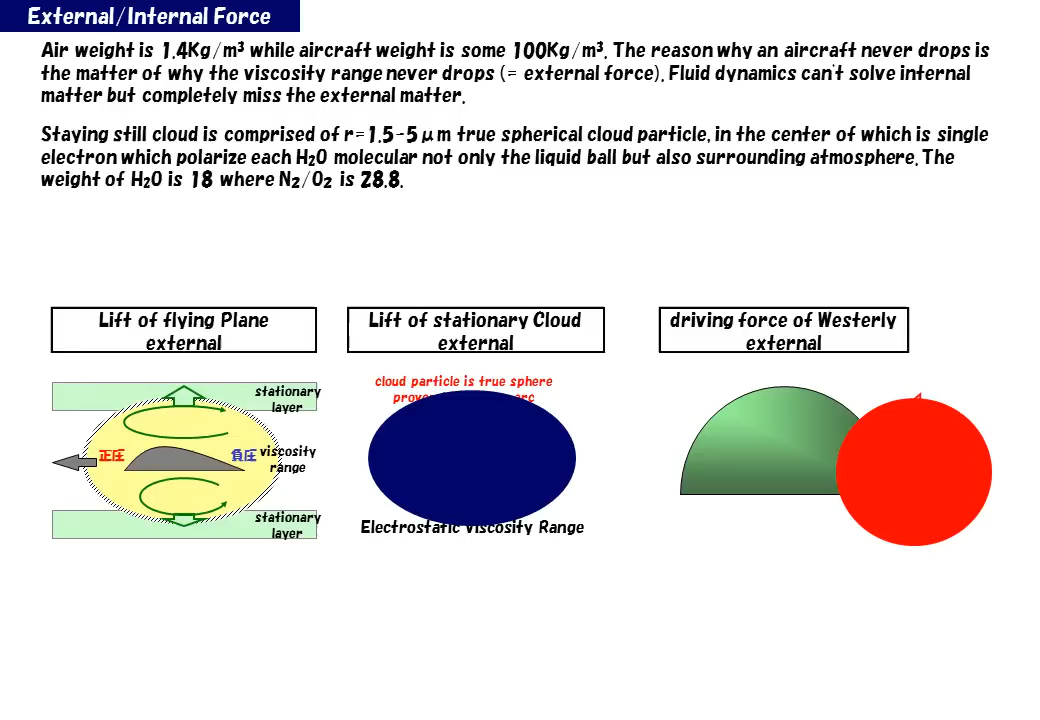 External/Internal Force
Air weight is 1.4Kg/m³ while aircraft weight is some 100Kg/m³. The reason why an aircraft never drops is
the matter of why the viscosity range never drops (= external force). Fluid dynamics can't solve internal
matter but completely miss the external matter.
Staying still cloud is comprised of r=1.5-5μm true spherical cloud particle, in the center of which is single
electron which polarize each H₂O molecular not only the liquid ball but also surrounding atmosphere. The
weight of H₂O is 18 where N₂/O₂ is 28.8.
Lift of flying Plane
external
Lift of stationary Cloud
external
driving force of Westerly
external
cloud particle is true sphere
stationary
layer
正圧
負圧
viscosity
range
stationary
layer
Electrostatic Viscosity Range